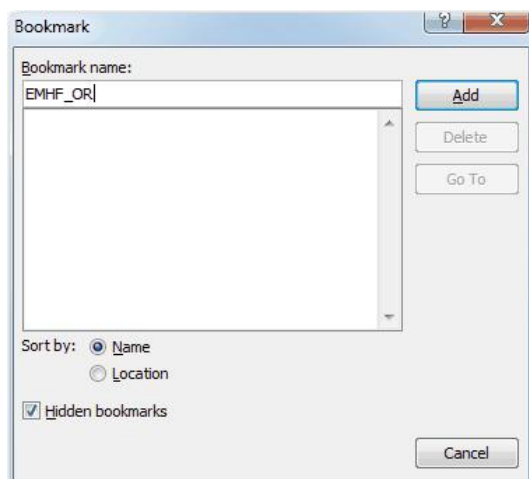 Bookmark
Bookmark name:
EMHF_OR
Add
Delete
Go To
Sort by:
Name
Location
Hidden bookmarks
Cancel